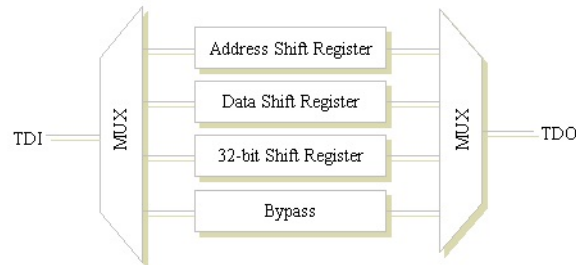 Address Shift Register
Data Shift Register
TDI
MUX
32-bit Shift Register
MUX
TDO
Bypass